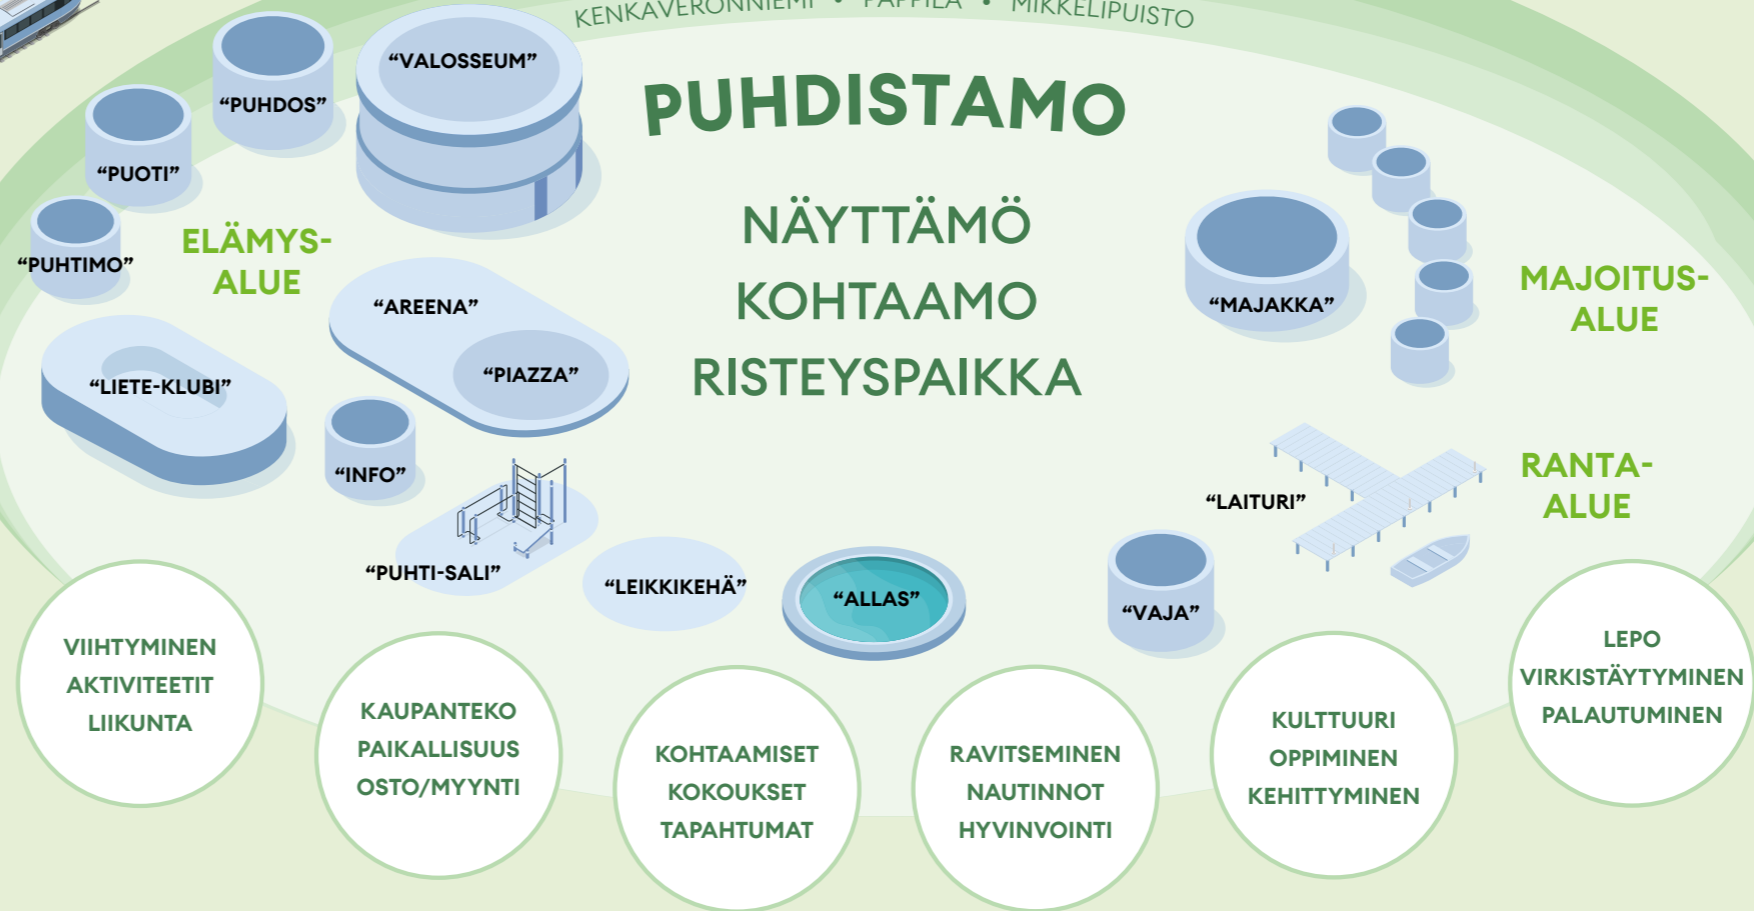 KENKÄVERONNIEMI • PAPPILA • MIKKELIPUISTO
PUHDISTAMO
NÄYTTÄMÖ
KOHTAAMO
RISTEYSPAIKKA
“VALOSSEUM”
“PUHDOS”
“PUOTI”
“PUHTIMO”
ELÄMYS-
ALUE
“AREENA”
“PIAZZA”
“LIETE-KLUBI”
“INFO”
“PUHTI-SALI”
“LEIKKIKEHÄ”
“ALLAS”
“MAJAKKA”
MAJOITUS-
ALUE
RANTA-
ALUE
“LAITURI”
“VAJA”
VIIHTYMINEN
AKTIVITEETIT
LIIKUNTA
KAUPANTEKO
PAIKALLISUUS
OSTO/MYYNTI
KOHTAAMISET
KOKOUKSET
TAPAHTUMAT
RAVITSEMINEN
NAUTINNOT
HYVINVOINTI
KULTTUURI
OPPIMINEN
KEHITTYMINEN
LEPO
VIRKISTÄYTYMINEN
PALAUTUMINEN